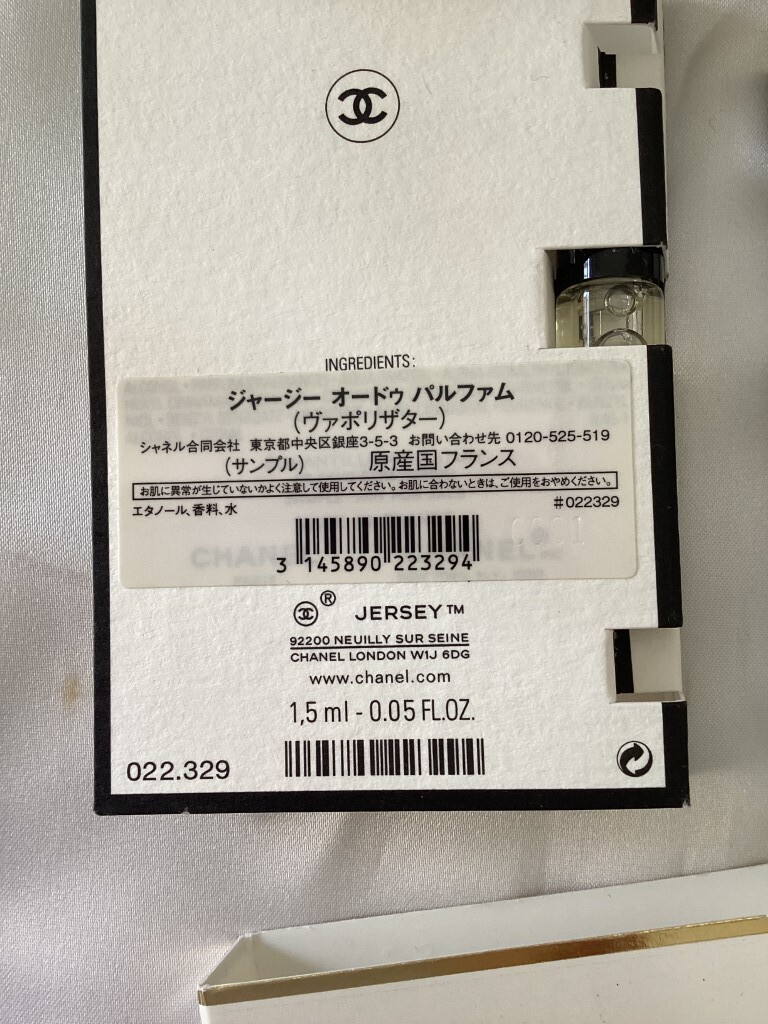 INGREDIENTS:
ジャージー オードゥ パルファム
(ヴァポリザター)
シャネル合同会社 東京都中央区銀座3-5-3 お問い合わせ先 0120-525-519
(サンプル) 原産国フランス
お肌に異常が生じていないかよく注意して使用してください。お肌に合わないときは、ご使用をおやめください。
エタノール、香料、水 #022329
3 145890 223294
® JERSEY™
92200 NEUILLY SUR SEINE
CHANEL LONDON W1J 6DG
www.chanel.com
1,5 ml - 0.05 FL.OZ.
022.329